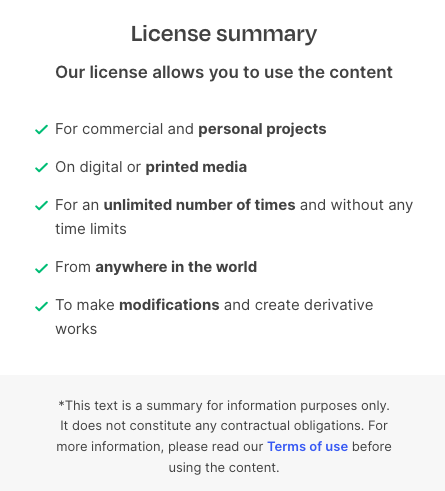 License summary
Our license allows you to use the content
For commercial and personal projects
On digital or printed media
For an unlimited number of times and without any
time limits
From anywhere in the world
To make modifications and create derivative
works
*This text is a summary for information purposes only.
It does not constitute any contractual obligations. For
more information, please read our Terms of use before
using the content.